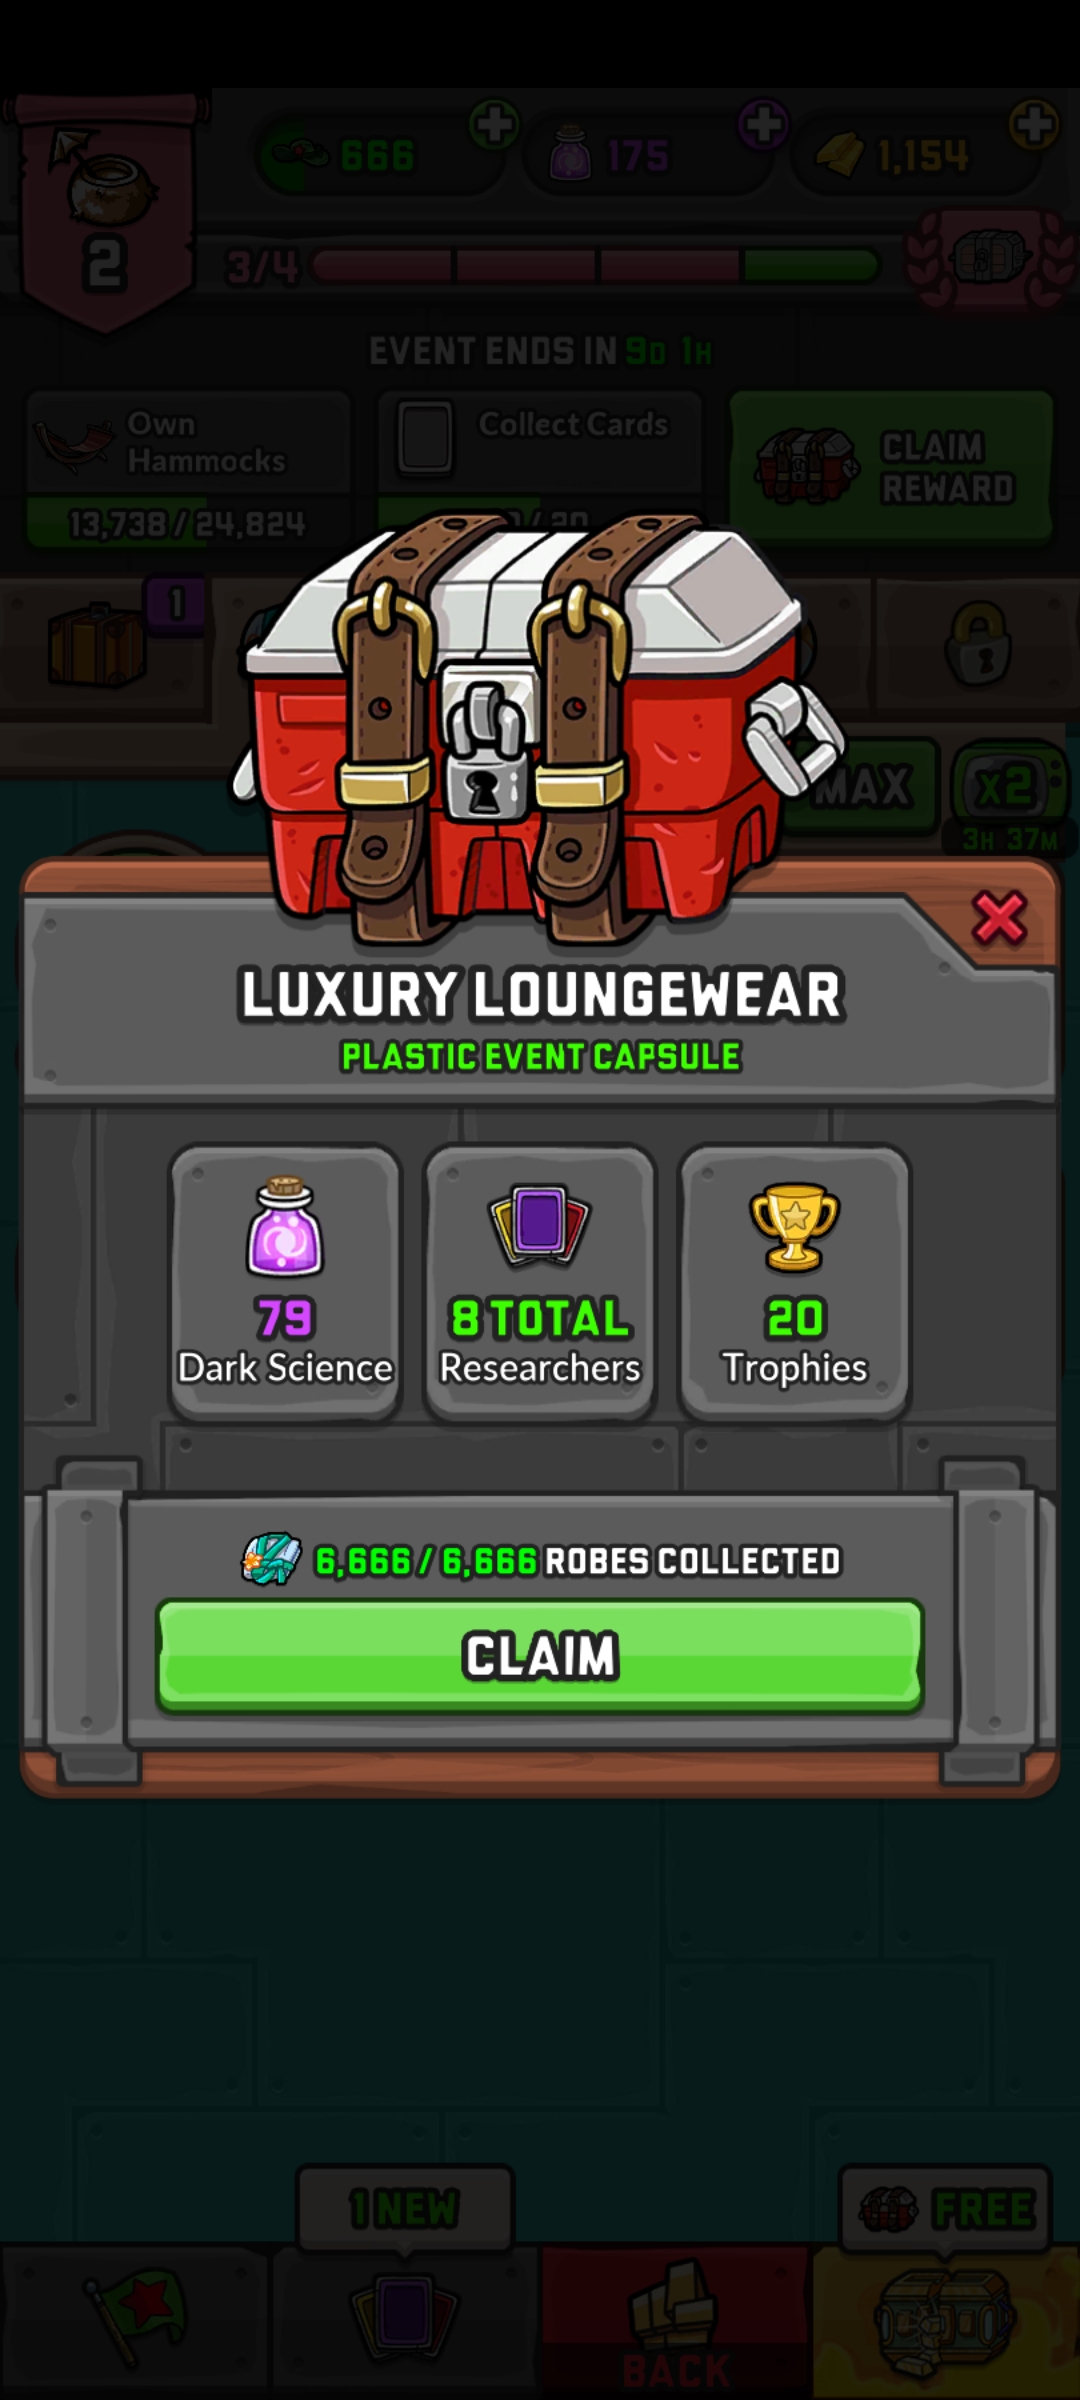 666
175
1,154
2
3/4
EVENT ENDS IN 9D 1H
Own
Hammocks
13,738/24,824
Collect Cards
/20
CLAIM
REWARD
1
MAX
x2
3H 37M
LUXURY LOUNGEWEAR
PLASTIC EVENT CAPSULE
79
Dark Science
8 TOTAL
Researchers
20
Trophies
6,666/6,666 ROBES COLLECTED
CLAIM
1 NEW
FREE
BACK